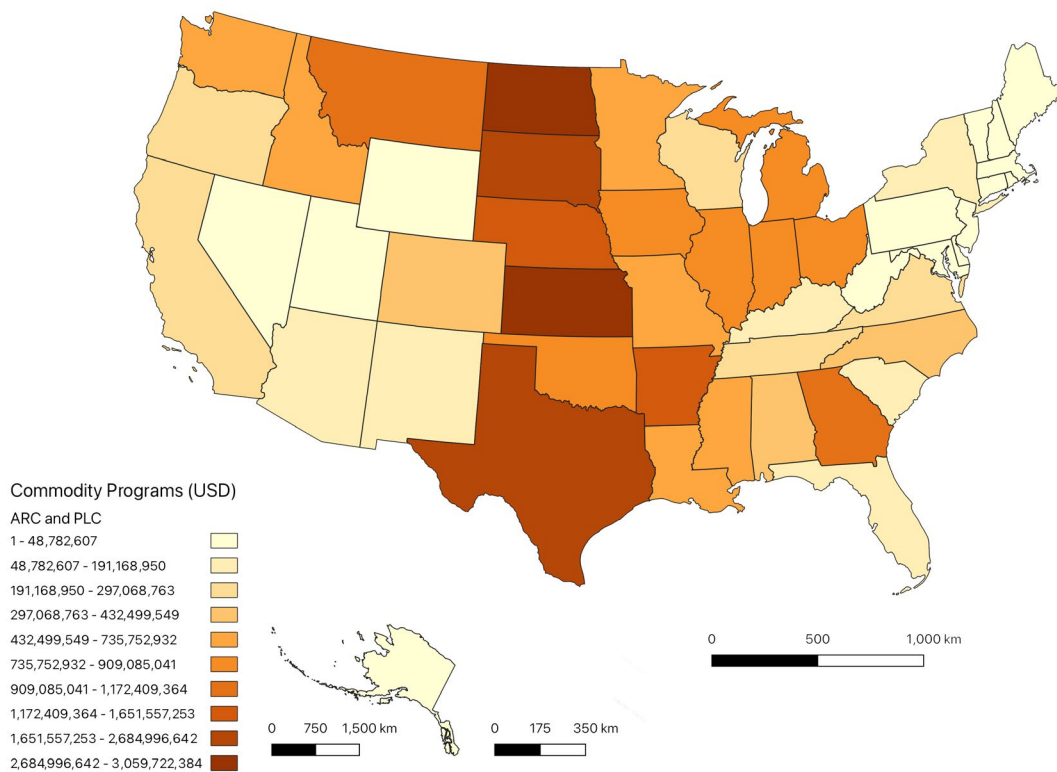 Commodity Programs (USD)
ARC and PLC
1 - 48,782,607
48,782,607 - 191,168,950
191,168,950 - 297,068,763
297,068,763 - 432,499,549
432,499,549 - 735,752,932
735,752,932 - 909,085,041
909,085,041 - 1,172,409,364
1,172,409,364 - 1,651,557,253
1,651,557,253 - 2,684,996,642
2,684,996,642 - 3,059,722,384
0 750 1,500 km
0 175 350 km
0 500 1,000 km